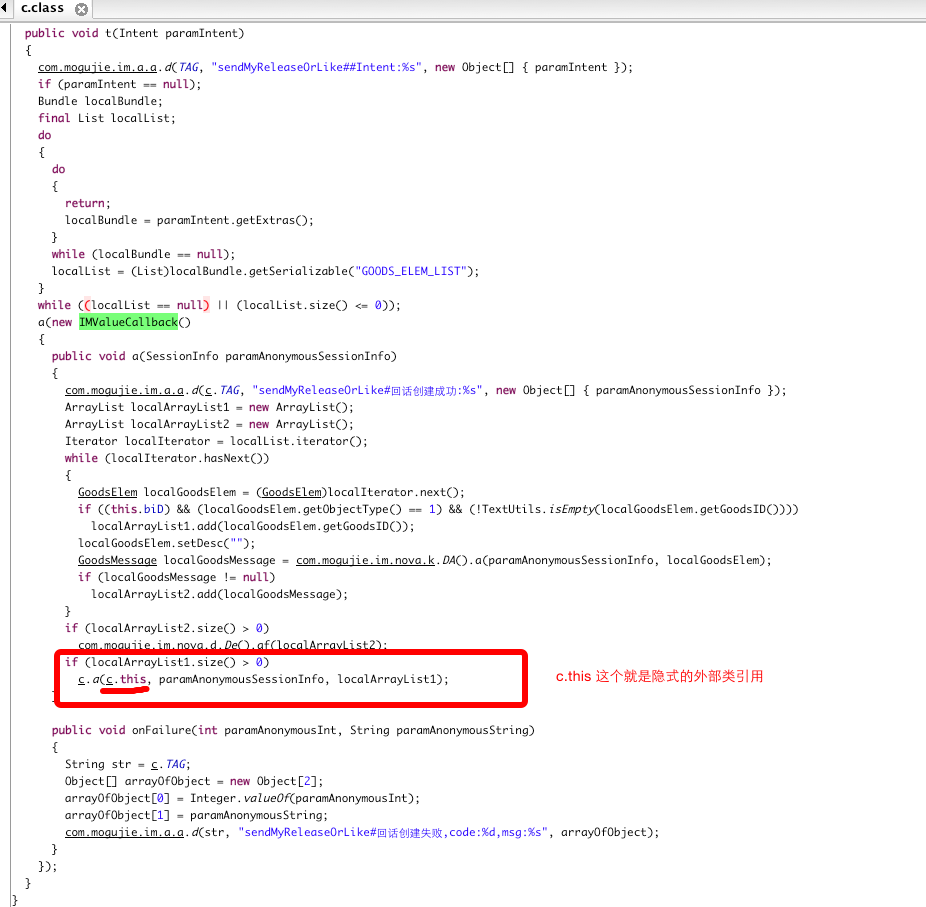 c.class
public void t(Intent paramIntent)
{
com.mogujie.im.a.a.d(TAG, "sendMyReleaseOrLike##Intent:%s", new Object[] { paramIntent });
if (paramIntent == null);
Bundle localBundle;
final List localList;
do
{
do
{
return;
localBundle = paramIntent.getExtras();
}
while (localBundle == null);
localList = (List)localBundle.getSerializable("GOODS_ELEM_LIST");
}
while ((localList == null) || (localList.size() <= 0));
a(new IMValueCallback()
{
public void a(SessionInfo paramAnonymousSessionInfo)
{
com.mogujie.im.a.a.d(c.TAG, "sendMyReleaseOrLike#回话创建成功:%s", new Object[] { paramAnonymousSessionInfo });
ArrayList localArrayList1 = new ArrayList();
ArrayList localArrayList2 = new ArrayList();
Iterator localIterator = localList.iterator();
while (localIterator.hasNext())
{
GoodsElem localGoodsElem = (GoodsElem)localIterator.next();
if ((this.biD) && (localGoodsElem.getObjectType() == 1) && (!TextUtils.isEmpty(localGoodsElem.getGoodsID())))
localArrayList1.add(localGoodsElem.getGoodsID());
localGoodsElem.setDesc("");
GoodsMessage localGoodsMessage = com.mogujie.im.nova.k.DA().a(paramAnonymousSessionInfo, localGoodsElem);
if (localGoodsMessage != null)
localArrayList2.add(localGoodsMessage);
}
if (localArrayList2.size() > 0)
com.mogujie.im.nova.d.De().af(localArrayList2);
if (localArrayList1.size() > 0)
c.a(c.this, paramAnonymousSessionInfo, localArrayList1);
c.this 这个就是隐式的外部类引用
public void onFailure(int paramAnonymousInt, String paramAnonymousString)
{
String str = c.TAG;
Object[] arrayOfObject = new Object[2];
arrayOfObject[0] = Integer.valueOf(paramAnonymousInt);
arrayOfObject[1] = paramAnonymousString;
com.mogujie.im.a.a.d(str, "sendMyReleaseOrLike#回话创建失败,code:%d,msg:%s", arrayOfObject);
}
});
}
}